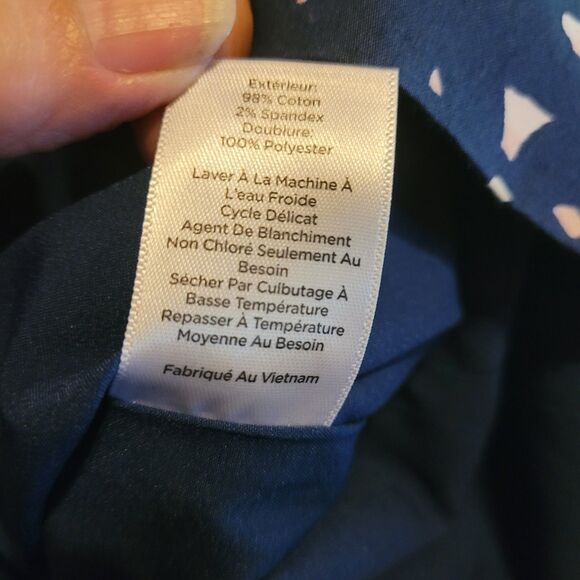 Extérieur:
98% Coton
2% Spandex
Doublure:
100% Polyester
Laver À La Machine À
L'eau Froide
Cycle Délicat
Agent De Blanchiment
Non Chloré Seulement Au
Besoin
Sécher Par Culbutage À
Basse Température
Repasser À Température
Moyenne Au Besoin
Fabriqué Au Vietnam